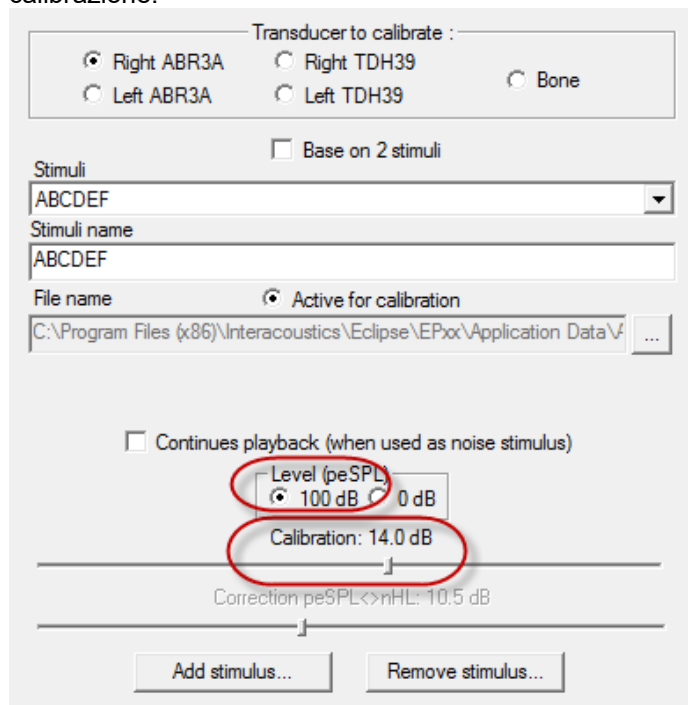 calibrazione.
Transducer to calibrate :
Right ABR3A Right TDH39
Bone
Left ABR3A Left TDH39
Base on 2 stimuli
Stimuli
ABCDEF
Stimuli name
ABCDEF
File name Active for calibration
C:\Program Files (x86)\Interacoustics\Eclipse\EPxx\Application Data\ ...
Continues playback (when used as noise stimulus)
Level (peSPL)
100 dB 0 dB
Calibration: 14.0 dB
Correction peSPL<>nHL: 10.5 dB
Add stimulus... Remove stimulus...